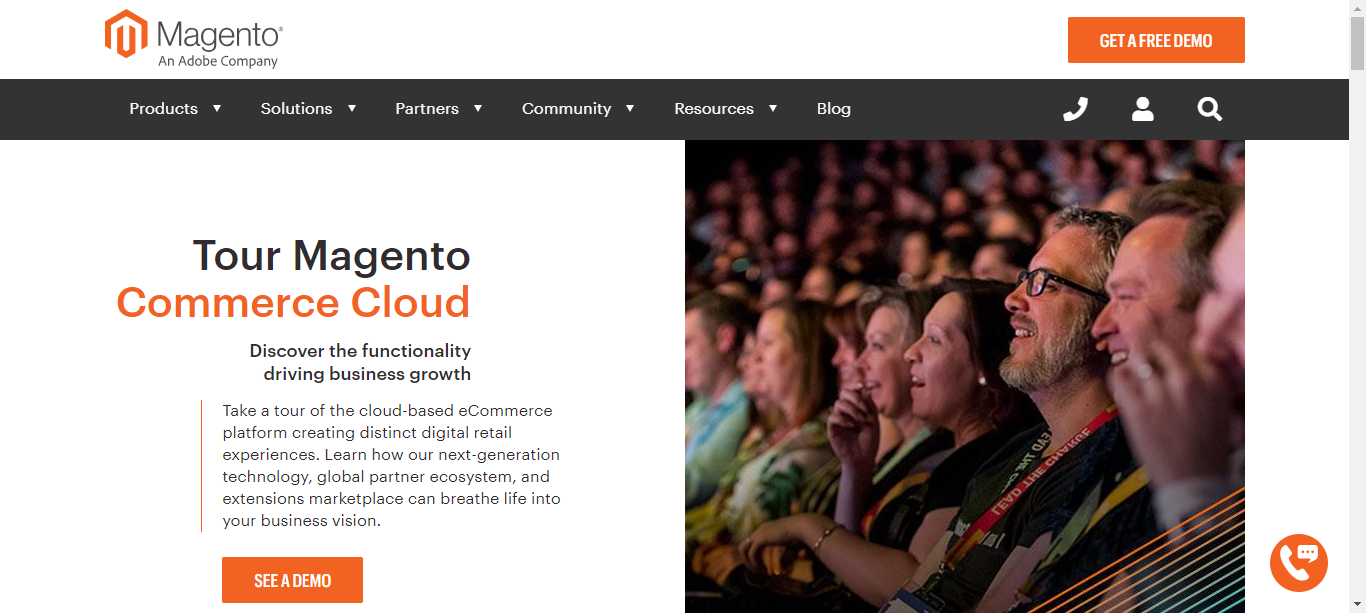 Magento®
An Adobe Company
GET A FREE DEMO
Products
Solutions
Partners
Community
Resources
Blog
Tour Magento
Commerce Cloud
Discover the functionality
driving business growth
Take a tour of the cloud-based eCommerce
platform creating distinct digital retail
experiences. Learn how our next-generation
technology, global partner ecosystem, and
extensions marketplace can breathe life into
your business vision.
SEE A DEMO
LEAD THE CHARGE